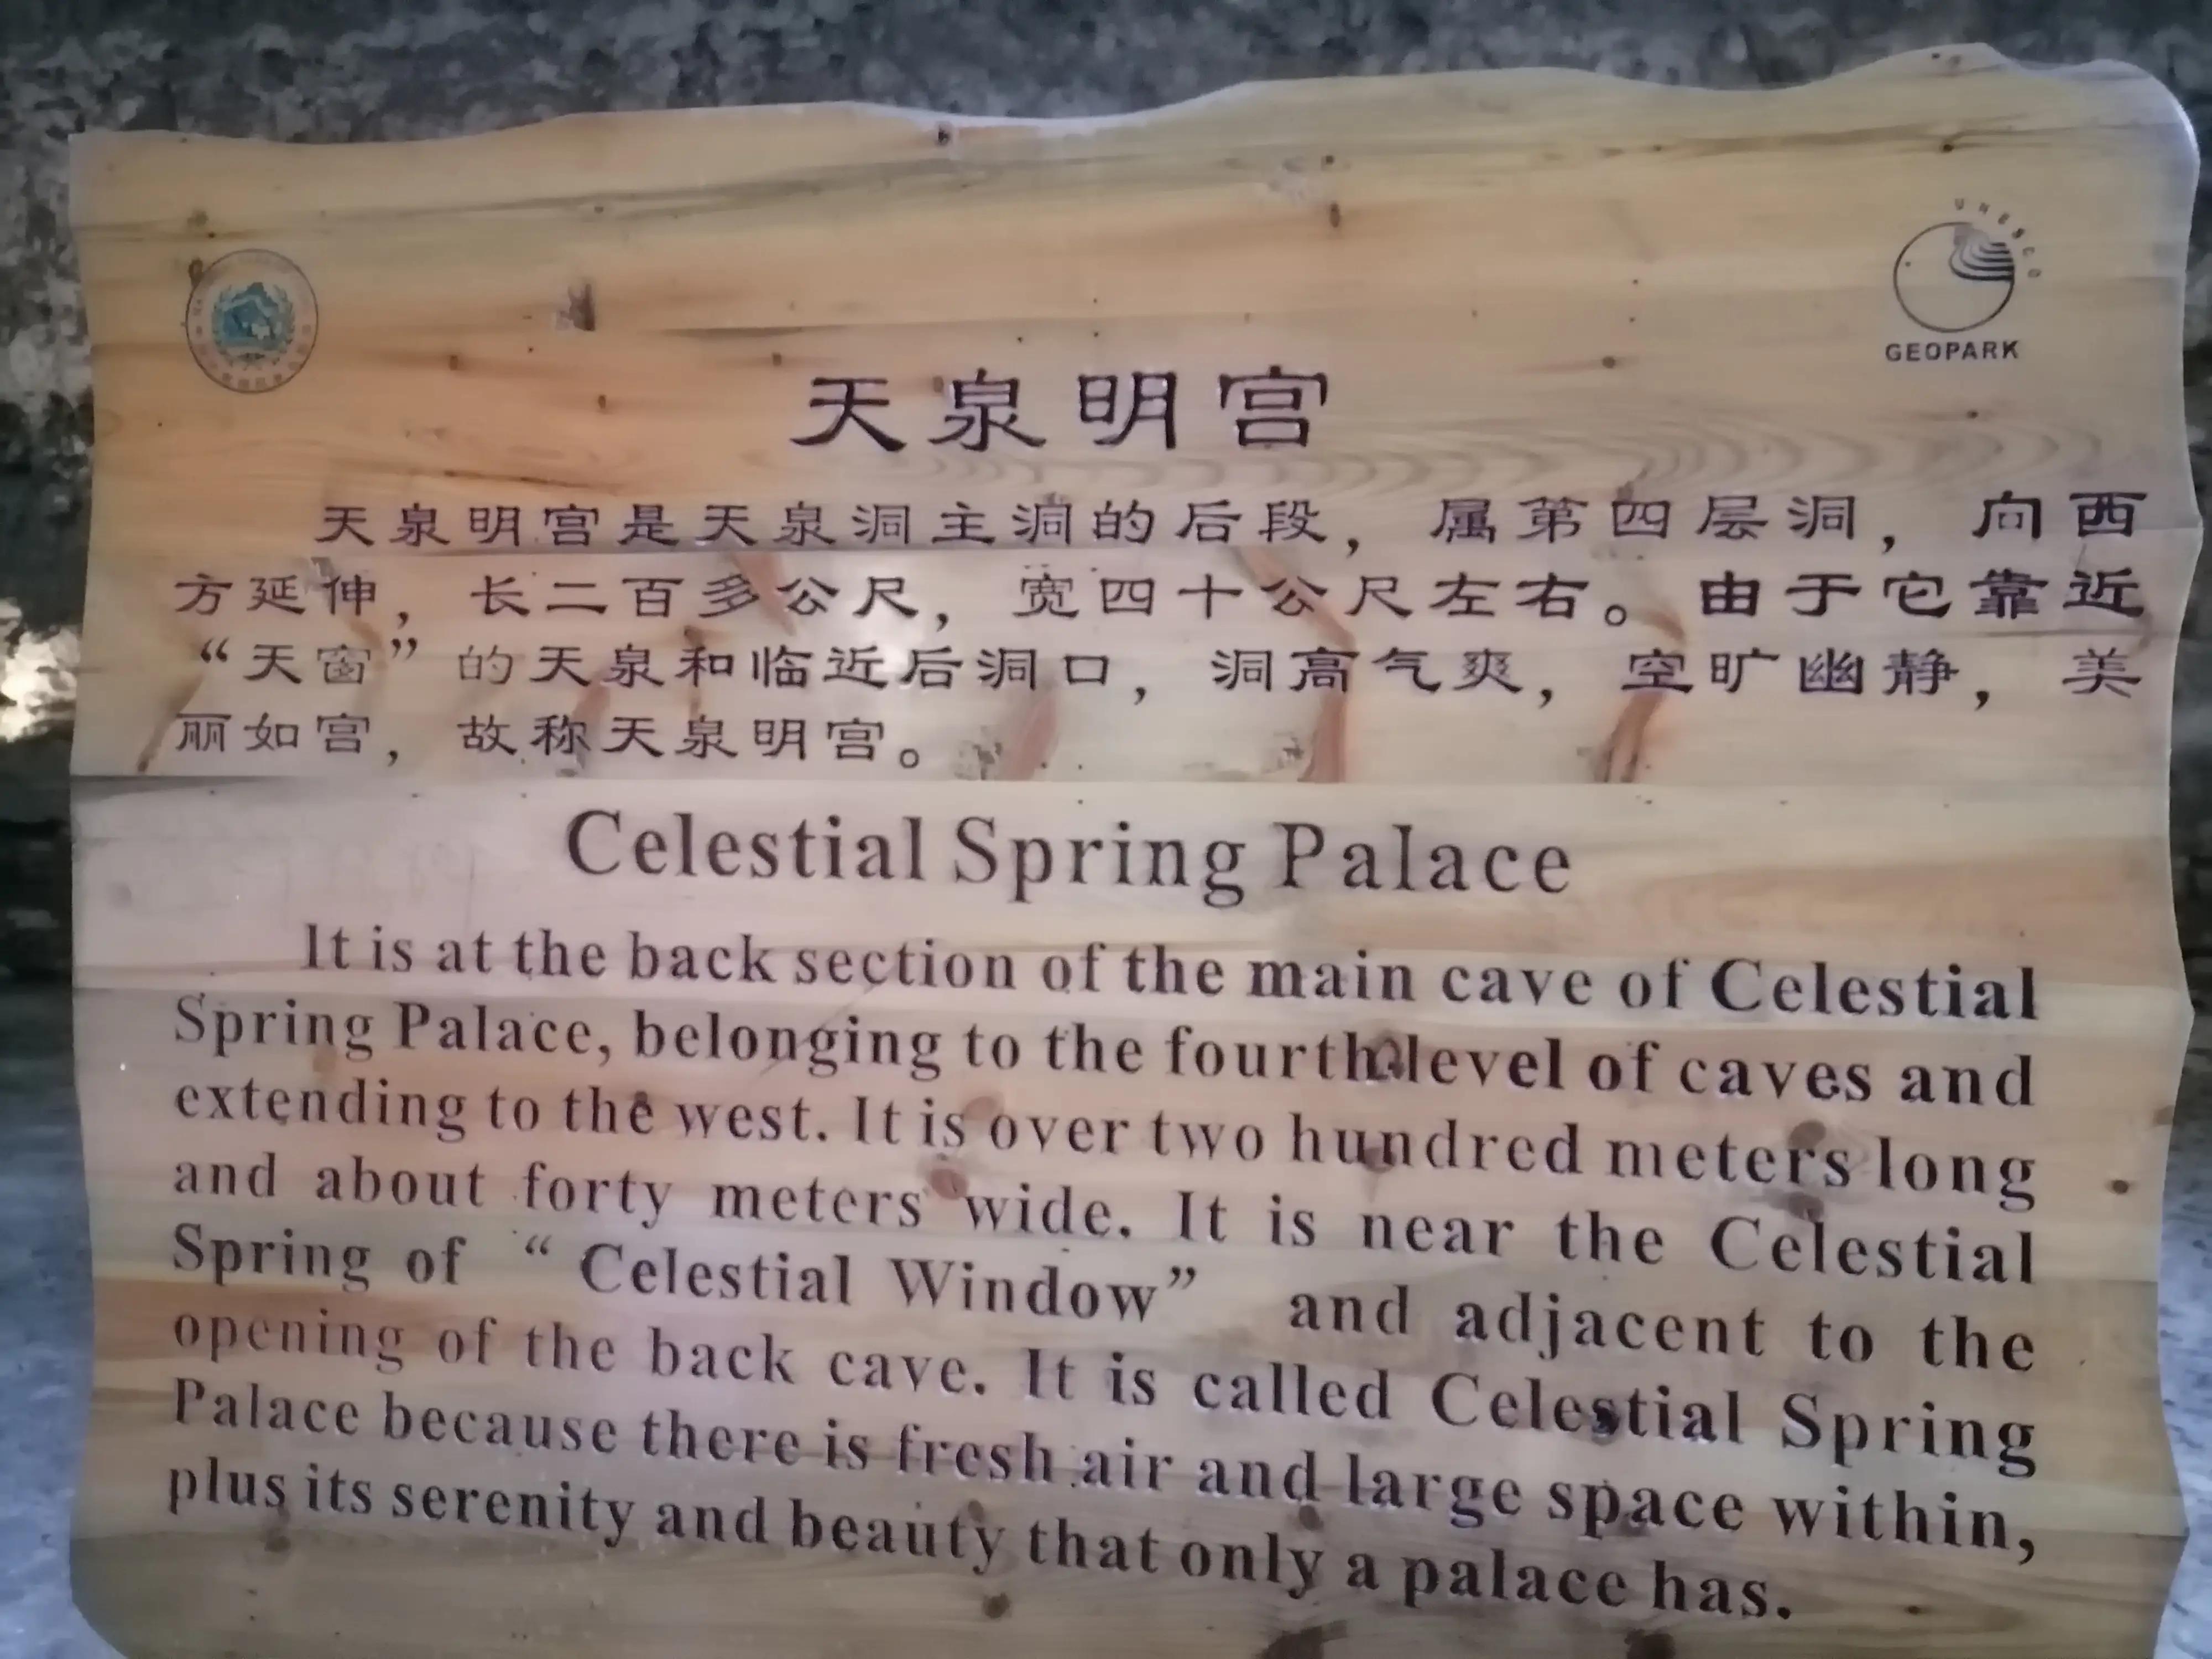 UNESCO
GEOPARK
天泉明宫
天泉明宫是天泉洞主洞的后段，属第四层洞，向西
方延伸，长二百多公尺，宽四十公尺左右。由于它靠近
“天窗”的天泉和临近后洞口，洞高气爽，空旷幽静，美
丽如宫，故称天泉明宫。
Celestial Spring Palace
It is at the back section of the main cave of Celestial
Spring Palace, belonging to the fourth level of caves and
extending to the west. It is over two hundred meters long
and about forty meters wide. It is near the Celestial
Spring of “Celestial Window” and adjacent to the
opening of the back cave. It is called Celestial Spring
Palace because there is fresh air and large space within,
plus its serenity and beauty that only a palace has.